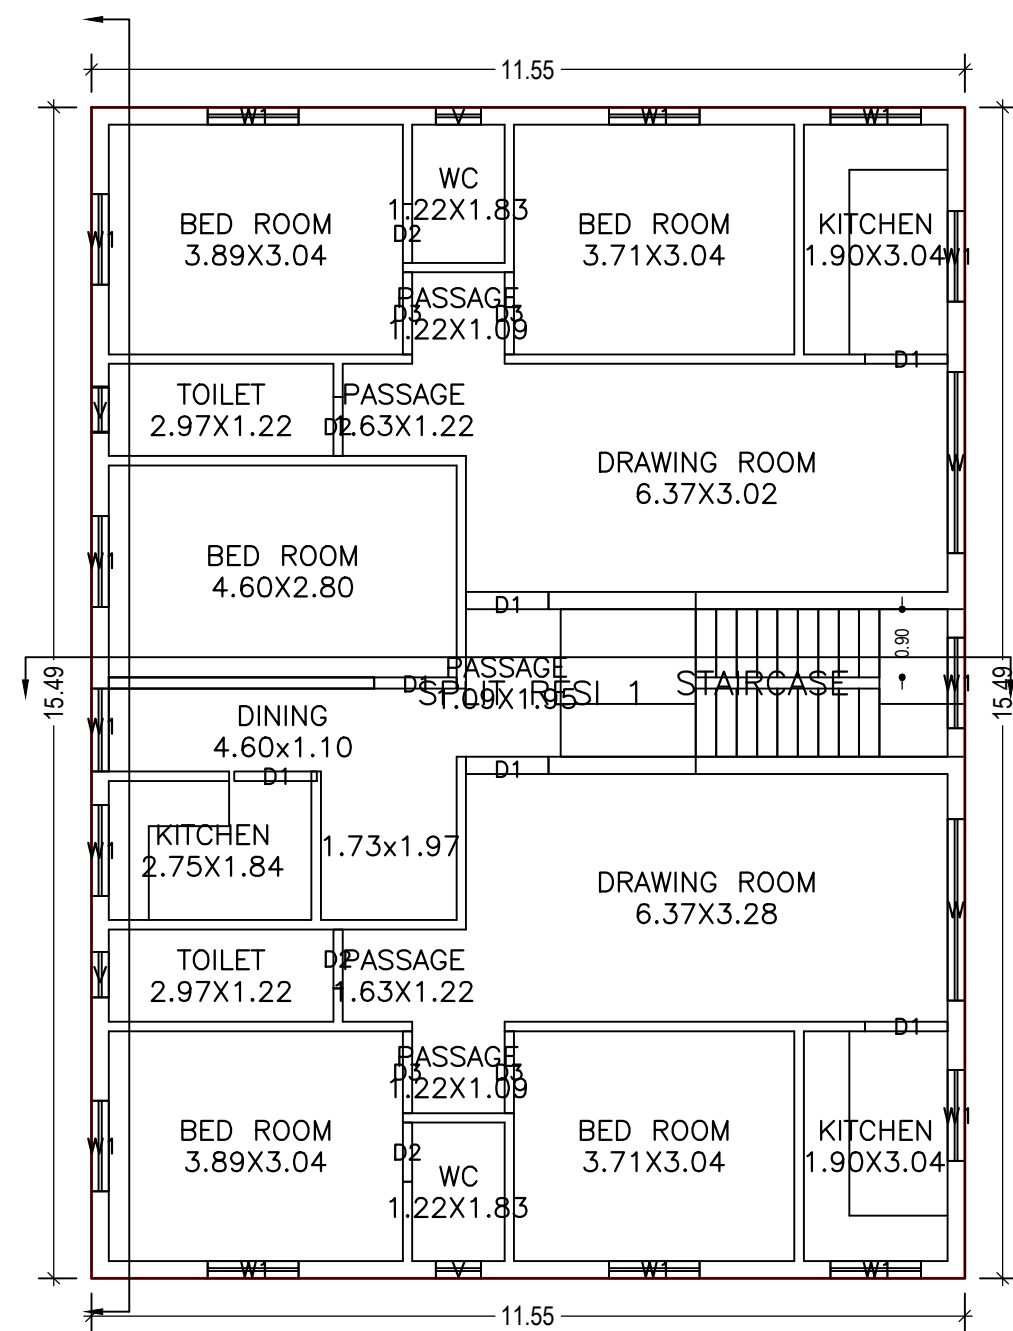 11.55
W1
V
W1
W1
WC
1.22X1.83
BED ROOM
3.89X3.04
BED ROOM
3.71X3.04
KITCHEN
1.90X3.04
W1
D2
W1
PASSAGE
1.22X1.09
D3
D3
D1
TOILET
2.97X1.22
V
PASSAGE
1.63X1.22
D2
DRAWING ROOM
6.37X3.02
W
BED ROOM
4.60X2.80
W1
D1
0.90
15.49
PASSAGE
1.09X1.95
D1
SPLIT RESI 1
STAIRCASE
W1
15.49
DINING
4.60x1.10
W1
D1
D1
KITCHEN
2.75X1.84
W1
1.73x1.97
DRAWING ROOM
6.37X3.28
W
TOILET
2.97X1.22
V
D2
PASSAGE
1.63X1.22
D1
PASSAGE
1.22X1.09
D3
D3
BED ROOM
3.89X3.04
W1
D2
WC
1.22X1.83
BED ROOM
3.71X3.04
KITCHEN
1.90X3.04
W1
W1
V
W1
W1
11.55